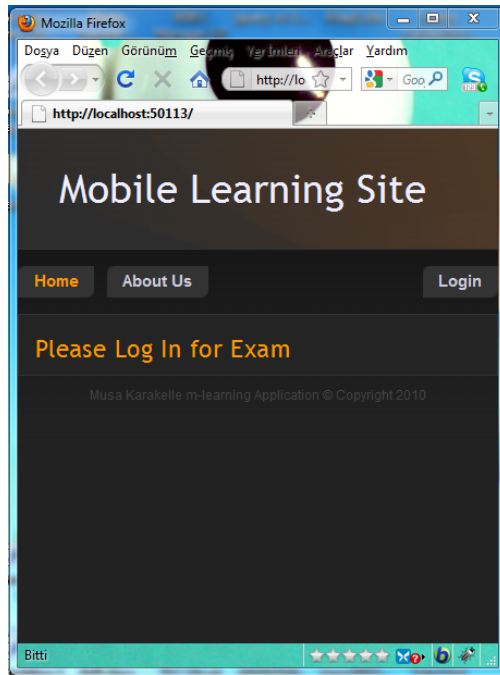 Mozilla Firefox
Dosya Düzen Görünüm Geçmiş Yer İmleri Araçlar Yardım
http://lo Goo
http://localhost:50113/
Mobile Learning Site
Home About Us Login
Please Log In for Exam
Musa Karakelle m-learning Application © Copyright 2010
Bitti